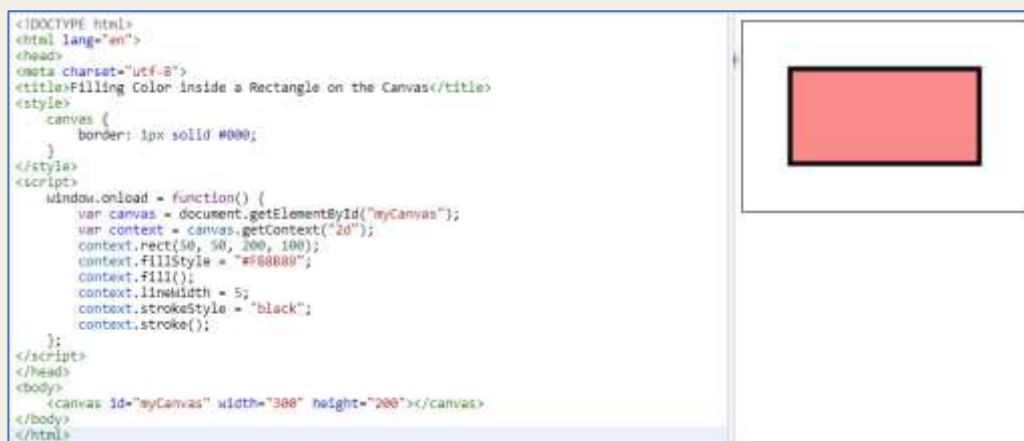 <!DOCTYPE html>
<html lang="en">
<head>
<meta charset="utf-8">
<title>Filling Color inside a Rectangle on the Canvas</title>
<style>
    canvas {
        border: 1px solid #000;
    }
</style>
<script>
    window.onload = function() {
        var canvas = document.getElementById("myCanvas");
        var context = canvas.getContext("2d");
        context.rect(50, 50, 200, 100);
        context.fillStyle = "#FB8B89";
        context.fill();
        context.lineWidth = 5;
        context.strokeStyle = "black";
        context.stroke();
    };
</script>
</head>
<body>
    <canvas id="myCanvas" width="300" height="200"></canvas>
</body>
</html>